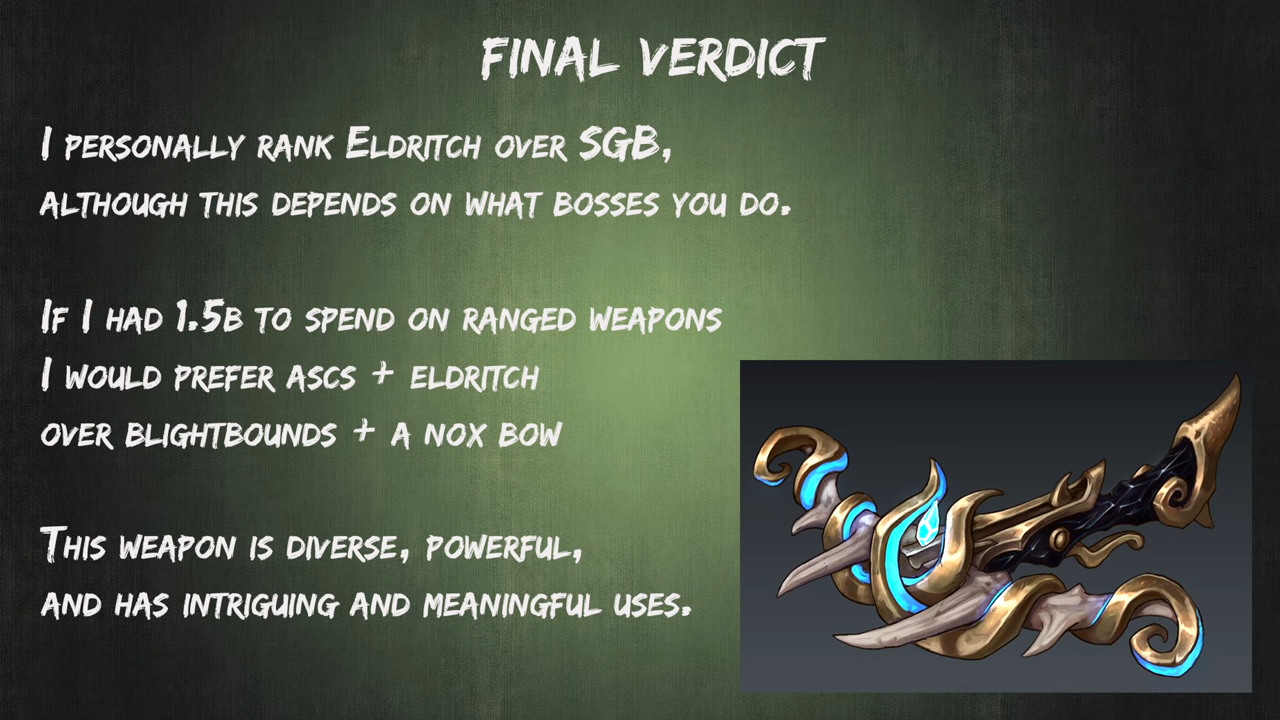 Final Verdict
I personally rank Eldritch over SGB,
although this depends on what bosses you do.
If I had 1.5b to spend on ranged weapons
I would prefer ascs + eldritch
over blightbounds + a nox bow
This weapon is diverse, powerful,
and has intriguing and meaningful uses.